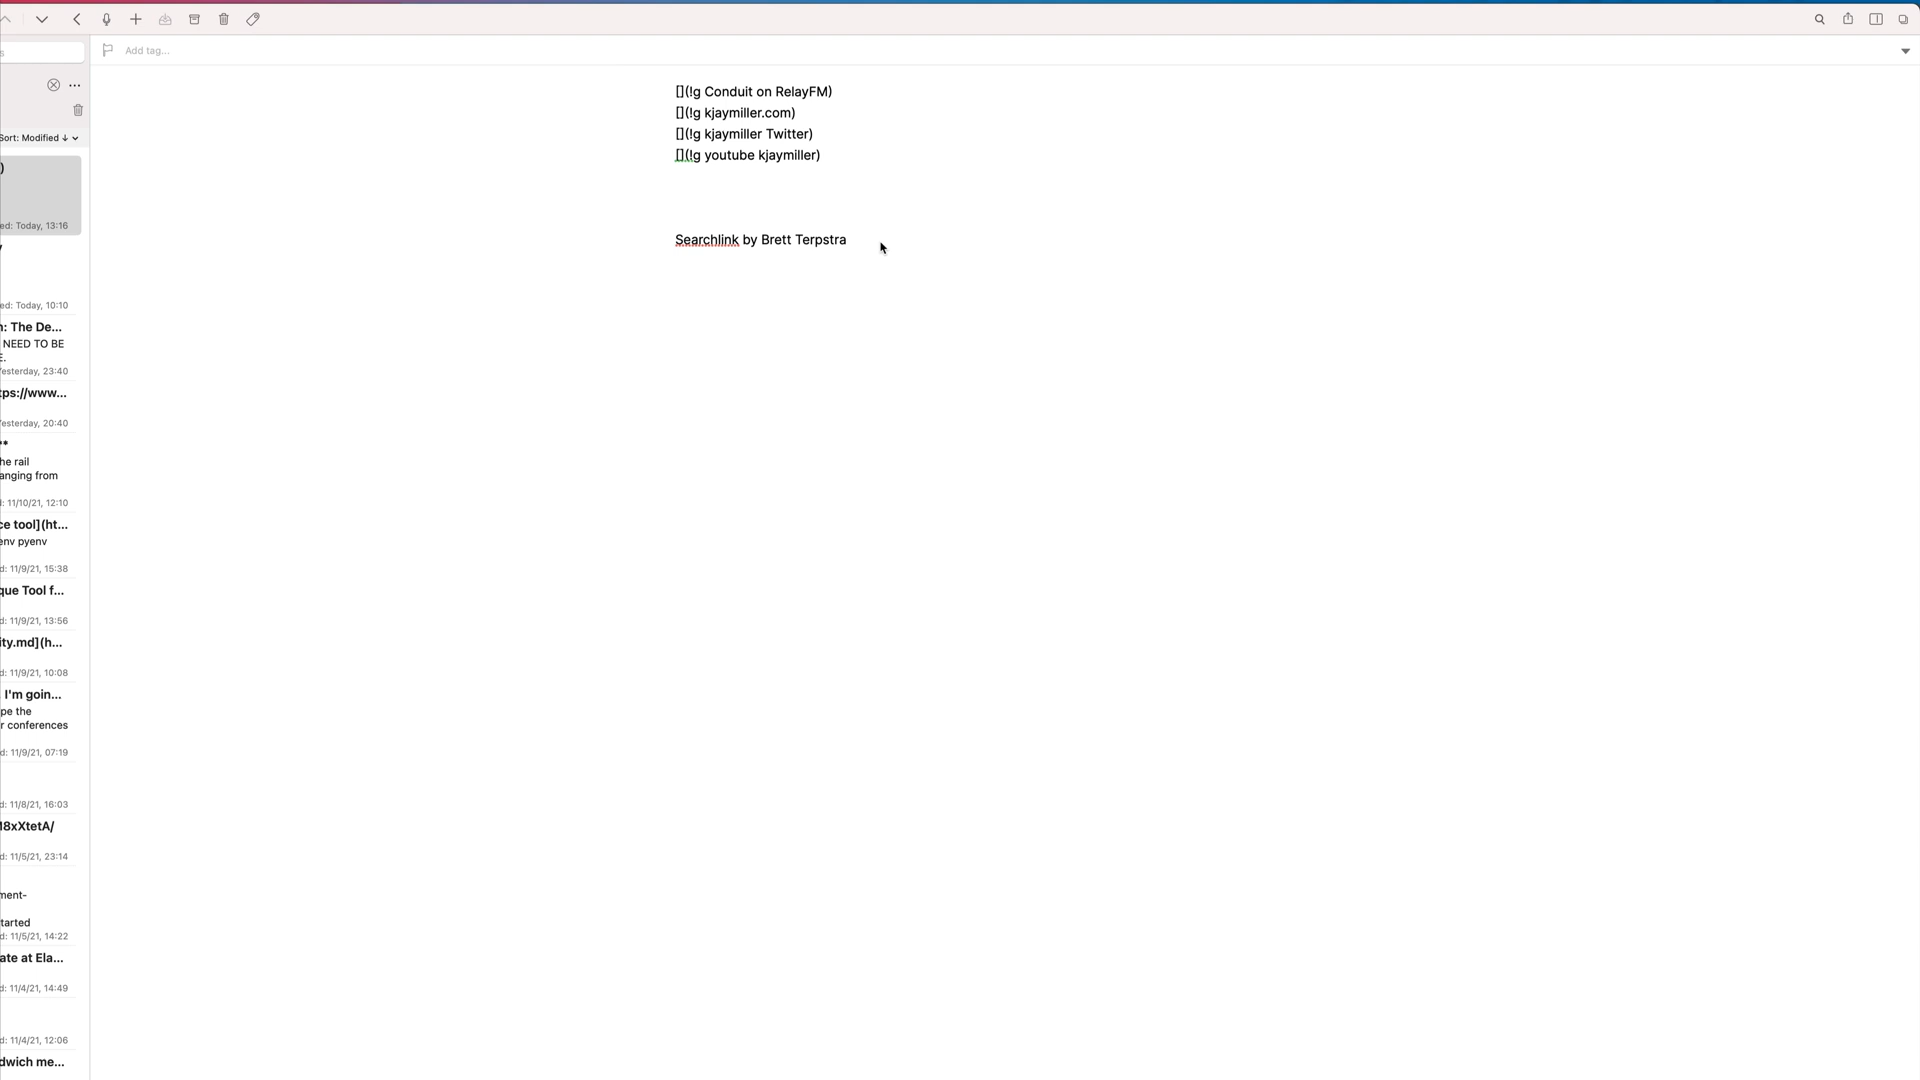 s
Add tag...
Sort: Modified ↓
)
ed: Today, 13:16
y
ed: Today, 10:10
n: The De...
NEED TO BE
E.
Yesterday, 23:40
tps://www...
Yesterday, 20:40
**
he rail
anging from
d: 11/10/21, 12:10
ce tool](ht...
env pyenv
d: 11/9/21, 15:38
que Tool f...
d: 11/9/21, 13:56
ity.md](h...
d: 11/9/21, 10:08
I'm goin...
pe the
r conferences
d: 11/9/21, 07:19
d: 11/8/21, 16:03
M8xXtetA/
d: 11/5/21, 23:14
ment-
tarted
d: 11/5/21, 14:22
ate at Ela...
d: 11/4/21, 14:49
d: 11/4/21, 12:06
dwich me...
[](!g Conduit on RelayFM)
[](!g kjaymiller.com)
[](!g kjaymiller Twitter)
[](!g youtube kjaymiller)
Searchlink by Brett Terpstra